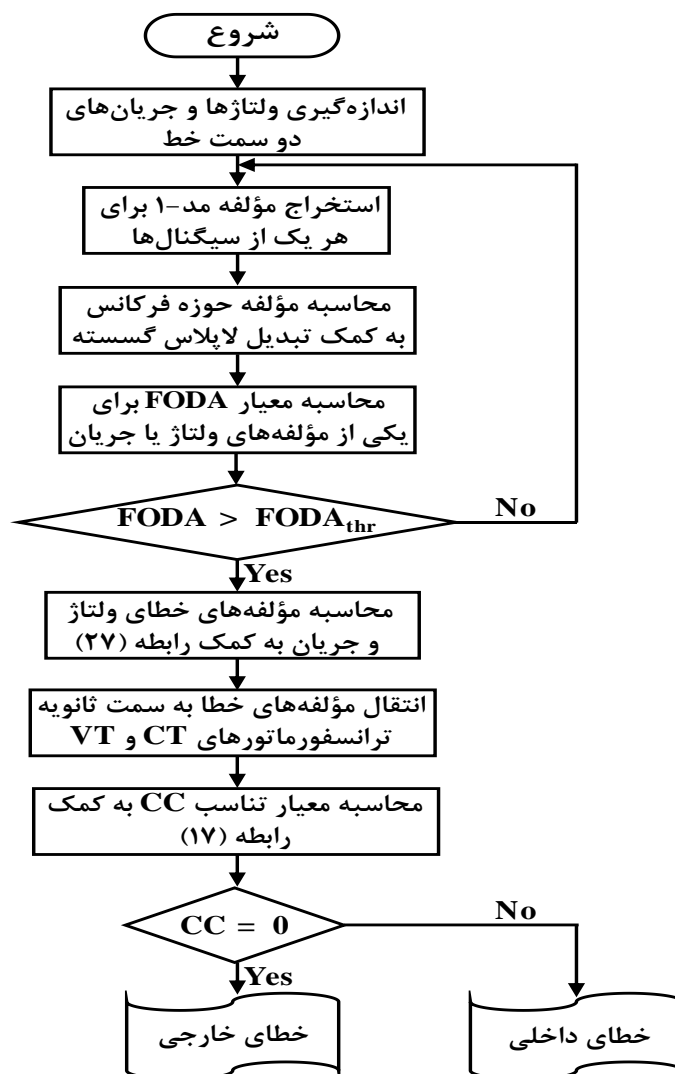 شروع
اندازه‌گیری ولتاژها و جریان‌های
دو سمت خط
استخراج مؤلفه مد-۱ برای
هر یک از سیگنال‌ها
محاسبه مؤلفه حوزه فرکانس
به کمک تبدیل لاپلاس گسسته
محاسبه معیار FODA برای
یکی از مؤلفه‌های ولتاژ یا جریان
FODA > FODAthr
No
Yes
محاسبه مؤلفه‌های خطای ولتاژ
و جریان به کمک رابطه (۲۷)
انتقال مؤلفه‌های خطا به سمت ثانویه
ترانسفورماتورهای CT و VT
محاسبه معیار تناسب CC به کمک
رابطه (۱۷)
CC = 0
No
Yes
خطای خارجی
خطای داخلی